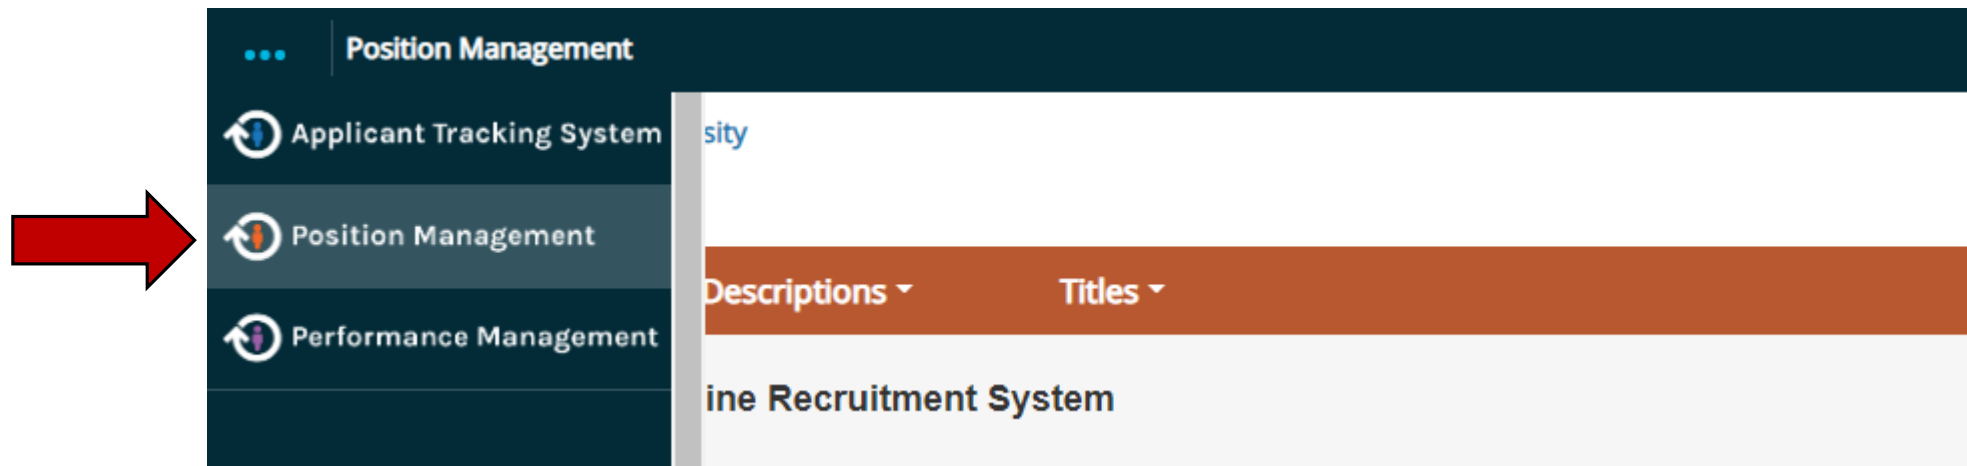 Position Management
Applicant Tracking System
sity
Position Management
Descriptions
Titles
Performance Management
ine Recruitment System